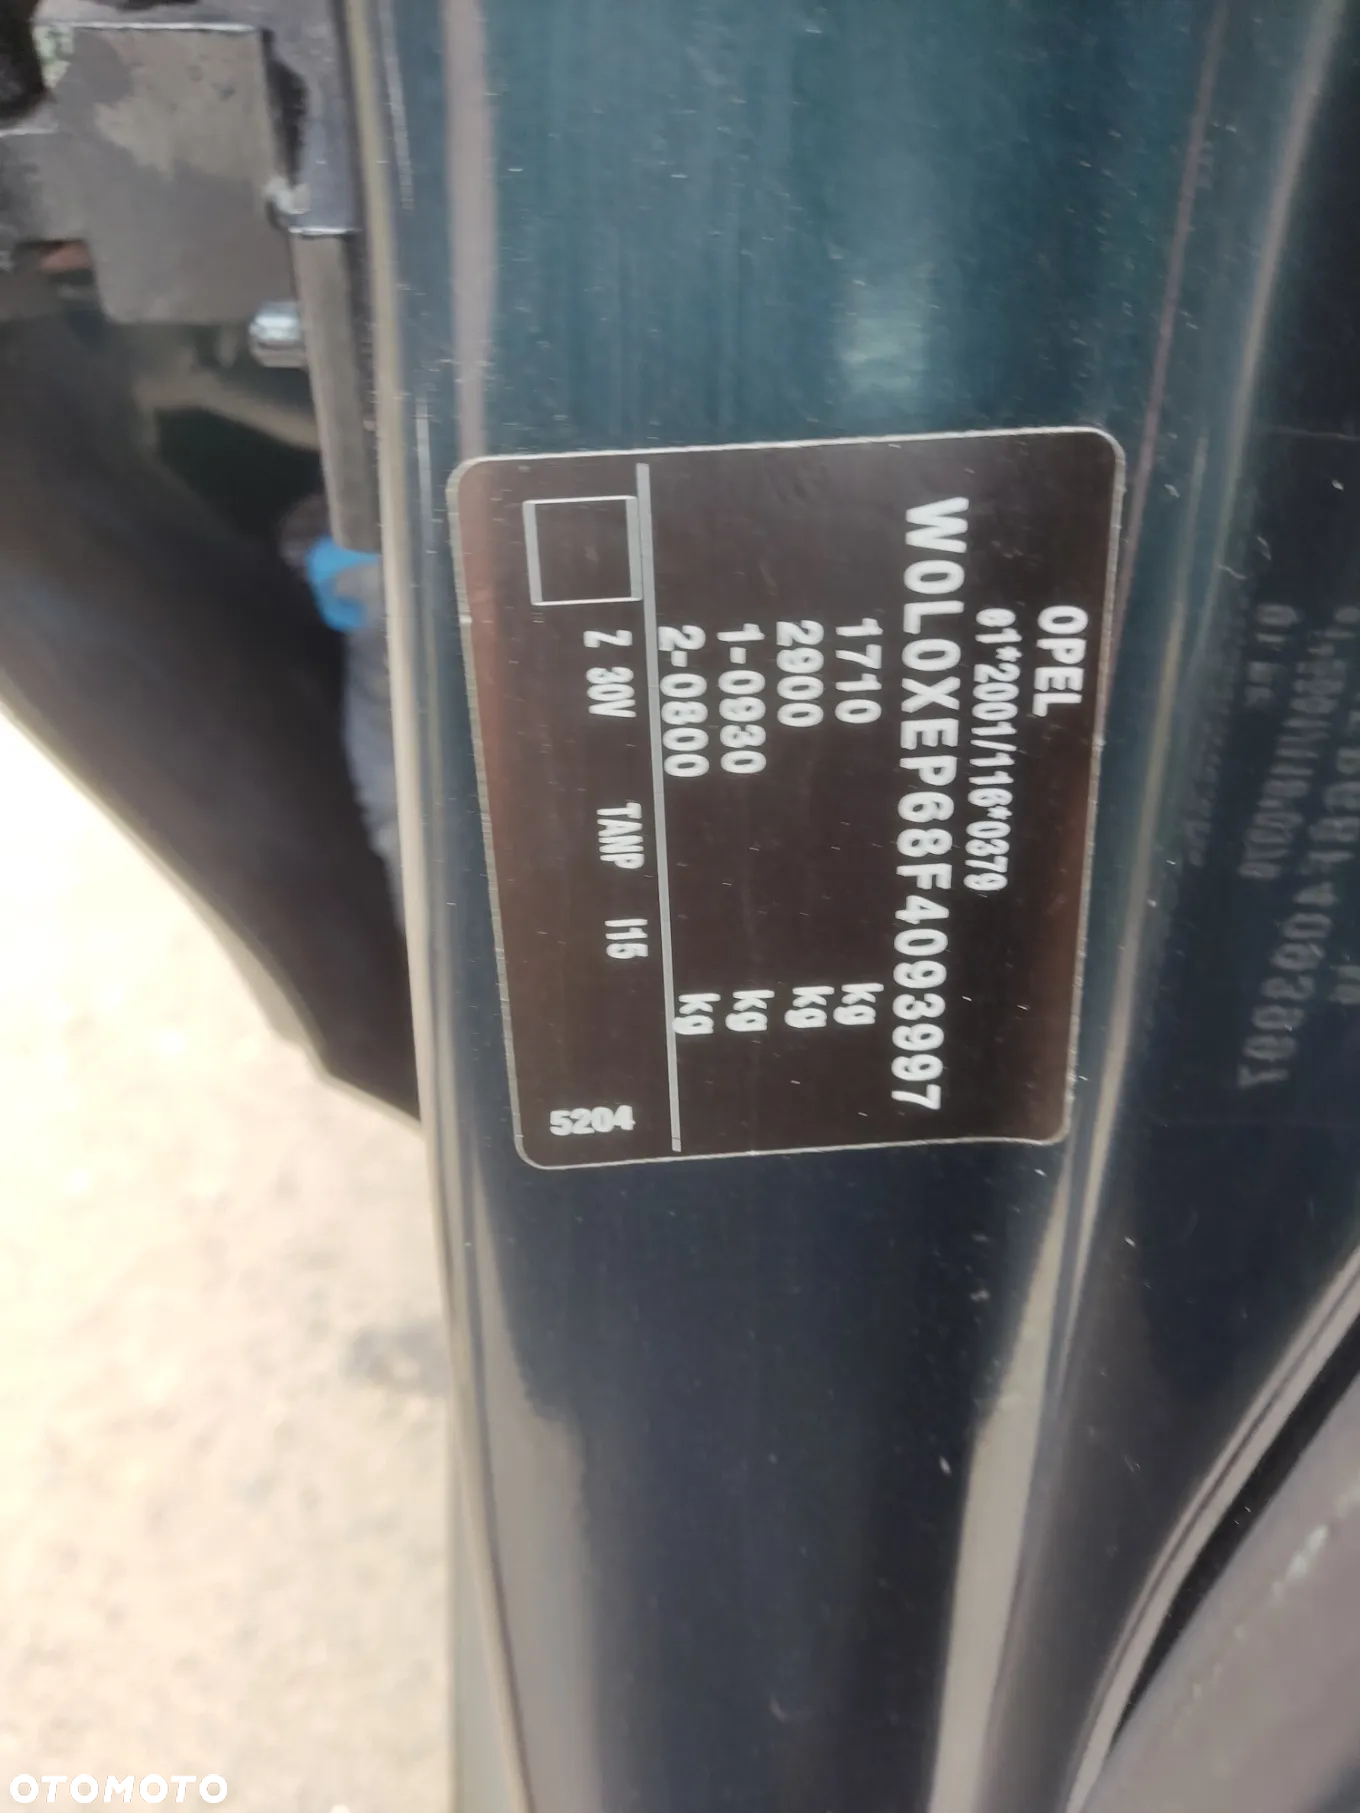 OPEL
01*2001/116*0379
W0L0XEP68F4093997
1710 kg
2900 kg
1-0930 kg
2-0800 kg
Z 30V TANP I15
5204
OTOMOTO